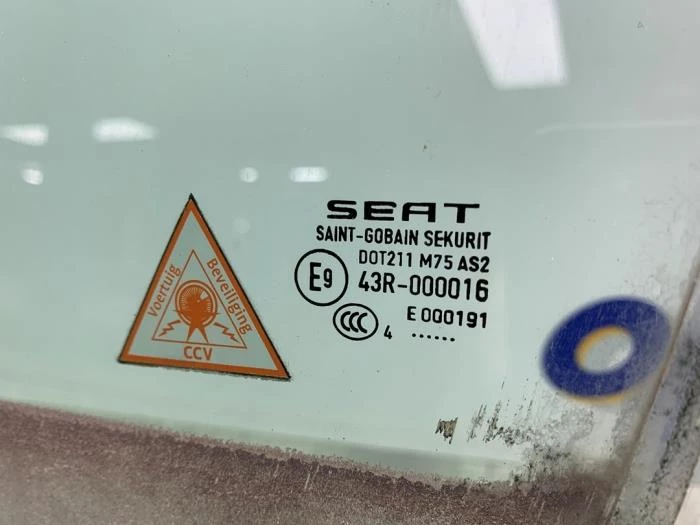 SEAT
SAINT-GOBAIN SEKURIT
DOT211 M75 AS2
E9 43R-000016
E 000191
CCC 4 ......
Voertuig Beveiliging
CCV